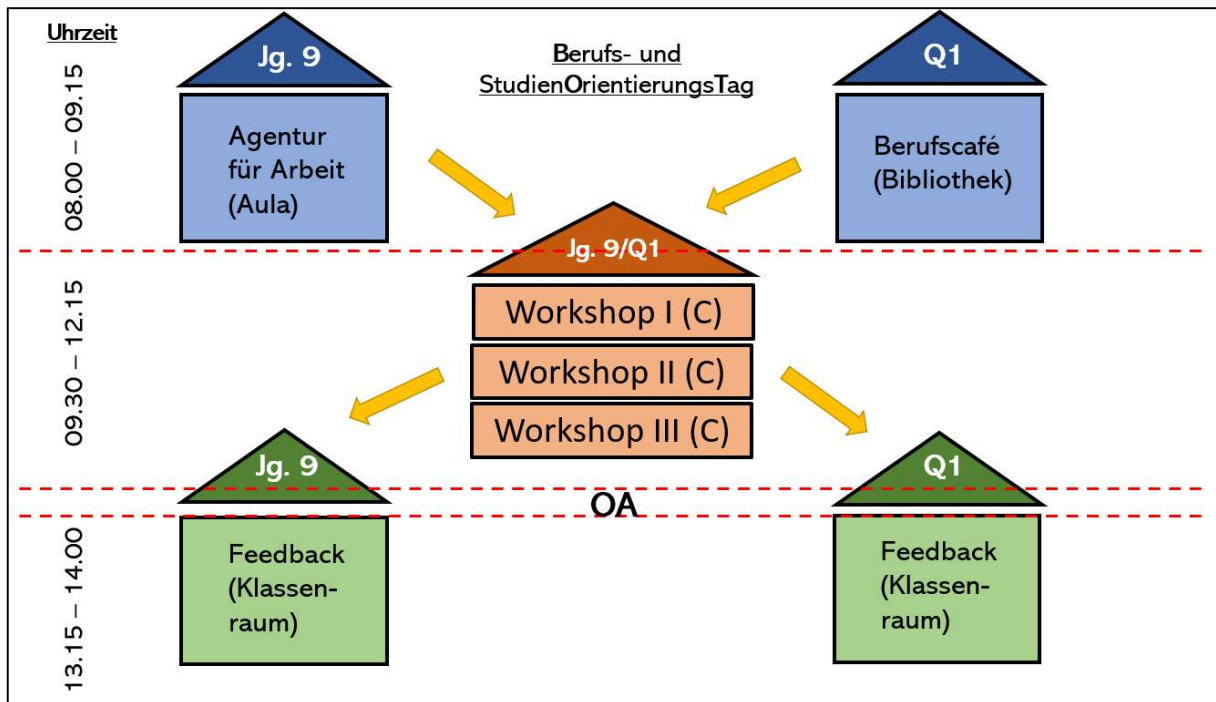 Uhrzeit
Jg. 9
Berufs- und
StudienOrientierungsTag
Q1
08.00 – 09.15
Agentur
für Arbeit
(Aula)
Berufscafé
(Bibliothek)
Jg. 9/Q1
09.30 – 12.15
Workshop I (C)
Workshop II (C)
Workshop III (C)
Jg. 9
Q1
OA
13.15 – 14.00
Feedback
(Klassen-
raum)
Feedback
(Klassen-
raum)